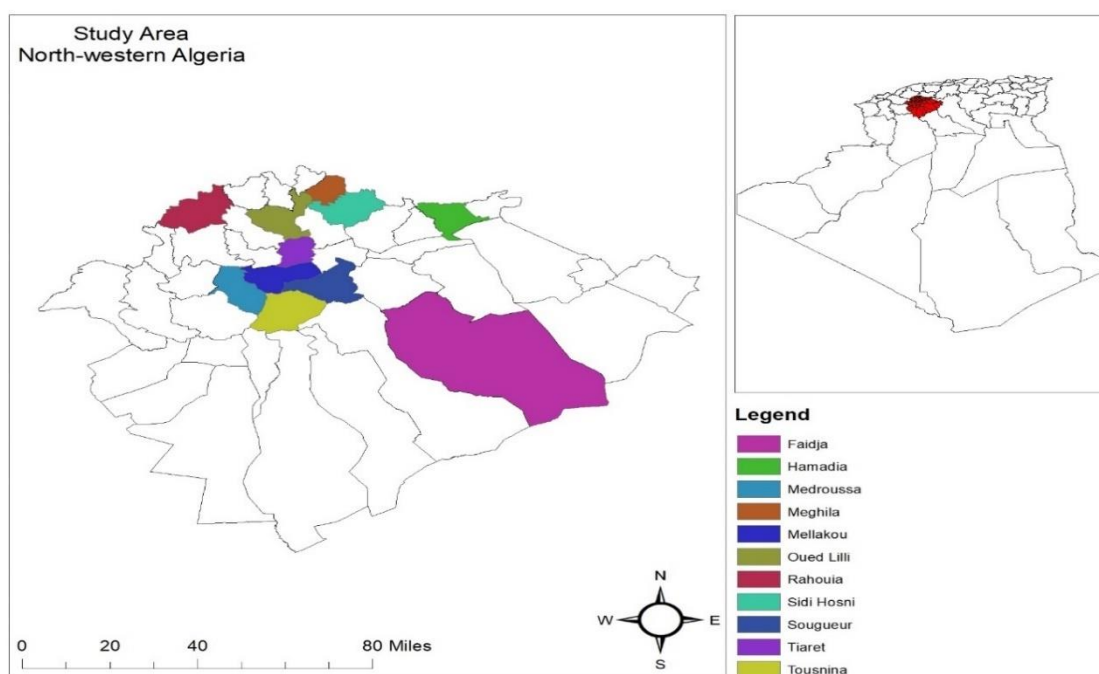 Study Area
North-western Algeria
N
W
E
S
0
20
40
80 Miles
Legend
Faidja
Hamadia
Medroussa
Meghila
Mellakou
Oued Lilli
Rahouia
Sidi Hosni
Sougueur
Tiaret
Tousnina